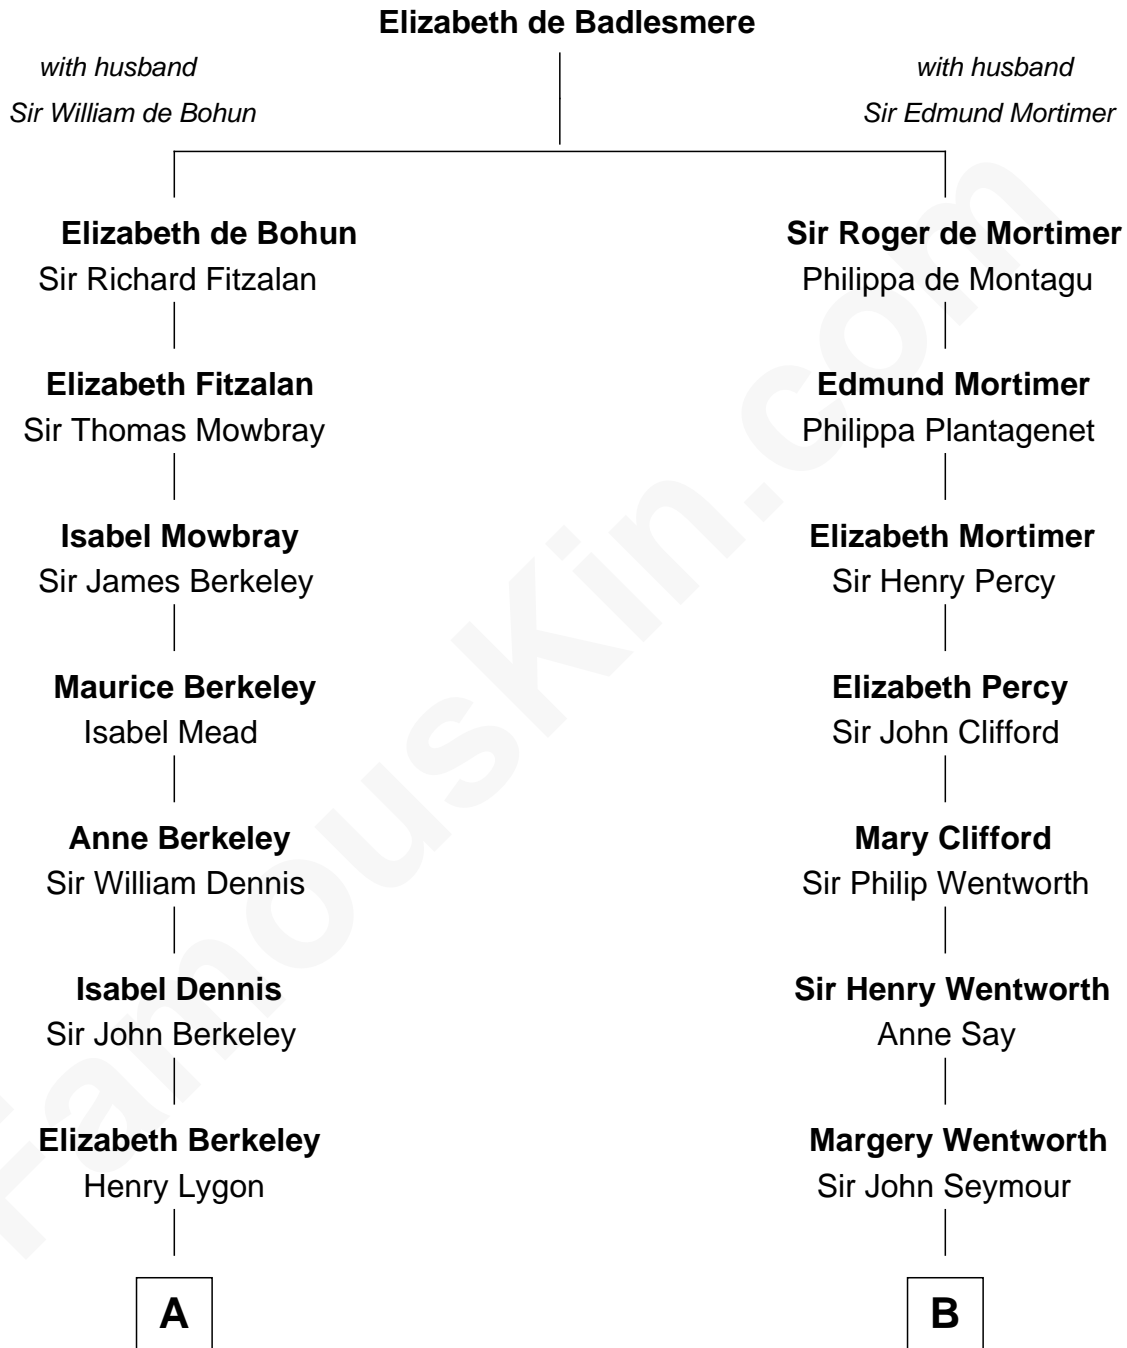 Elizabeth de Badlesmere
with husband
Sir William de Bohun
with husband
Sir Edmund Mortimer
Elizabeth de Bohun
Sir Richard Fitzalan
Sir Roger de Mortimer
Philippa de Montagu
Elizabeth Fitzalan
Sir Thomas Mowbray
Edmund Mortimer
Philippa Plantagenet
Isabel Mowbray
Sir James Berkeley
Elizabeth Mortimer
Sir Henry Percy
Maurice Berkeley
Isabel Mead
Elizabeth Percy
Sir John Clifford
Anne Berkeley
Sir William Dennis
Mary Clifford
Sir Philip Wentworth
Isabel Dennis
Sir John Berkeley
Sir Henry Wentworth
Anne Say
Elizabeth Berkeley
Henry Lygon
Margery Wentworth
Sir John Seymour
A
B
FamousKin.com